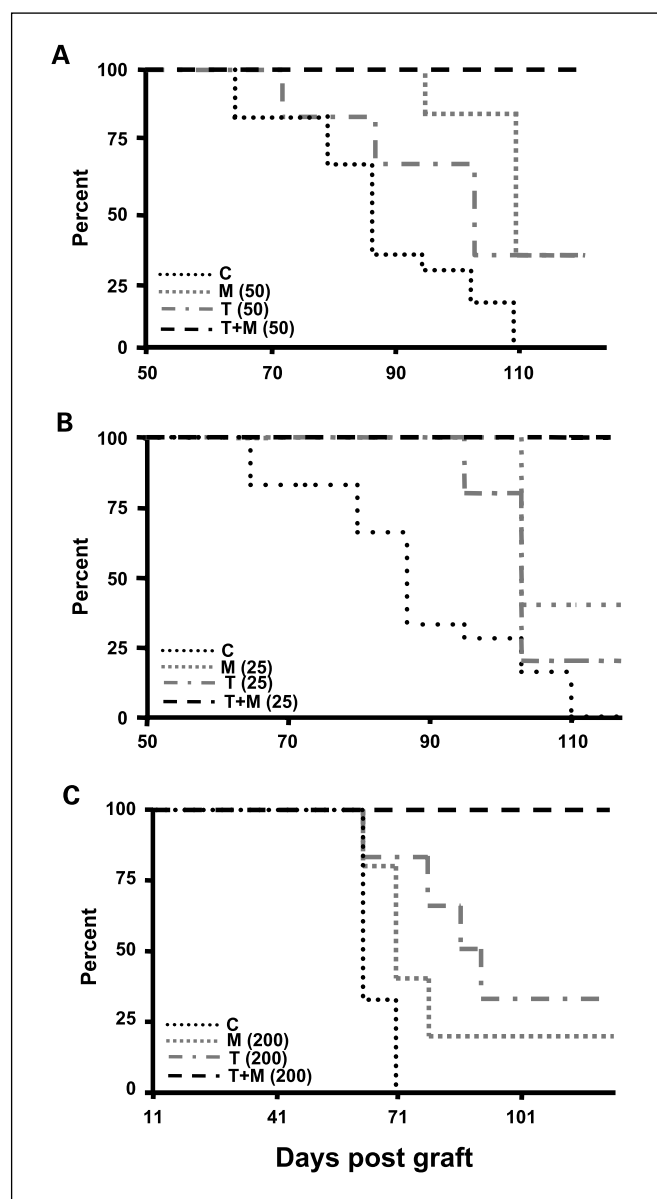 A
100
75
50
25
0
Percent
C
M (50)
T (50)
T+M (50)
50 70 90 110
B
100
75
50
25
0
Percent
C
M (25)
T (25)
T+M (25)
50 70 90 110
C
100
75
50
25
0
Percent
C
M (200)
T (200)
T+M (200)
11 41 71 101
Days post graft